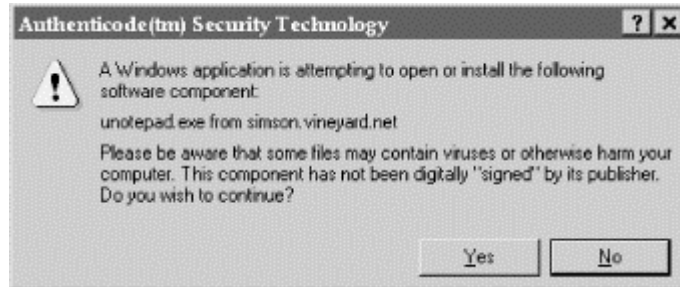 Authenticode(tm) Security Technology
? ×
A Windows application is attempting to open or install the following
software component:
unotepad.exe from simson.vineyard.net
Please be aware that some files may contain viruses or otherwise harm your
computer. This component has not been digitally "signed" by its publisher.
Do you wish to continue?
Yes No